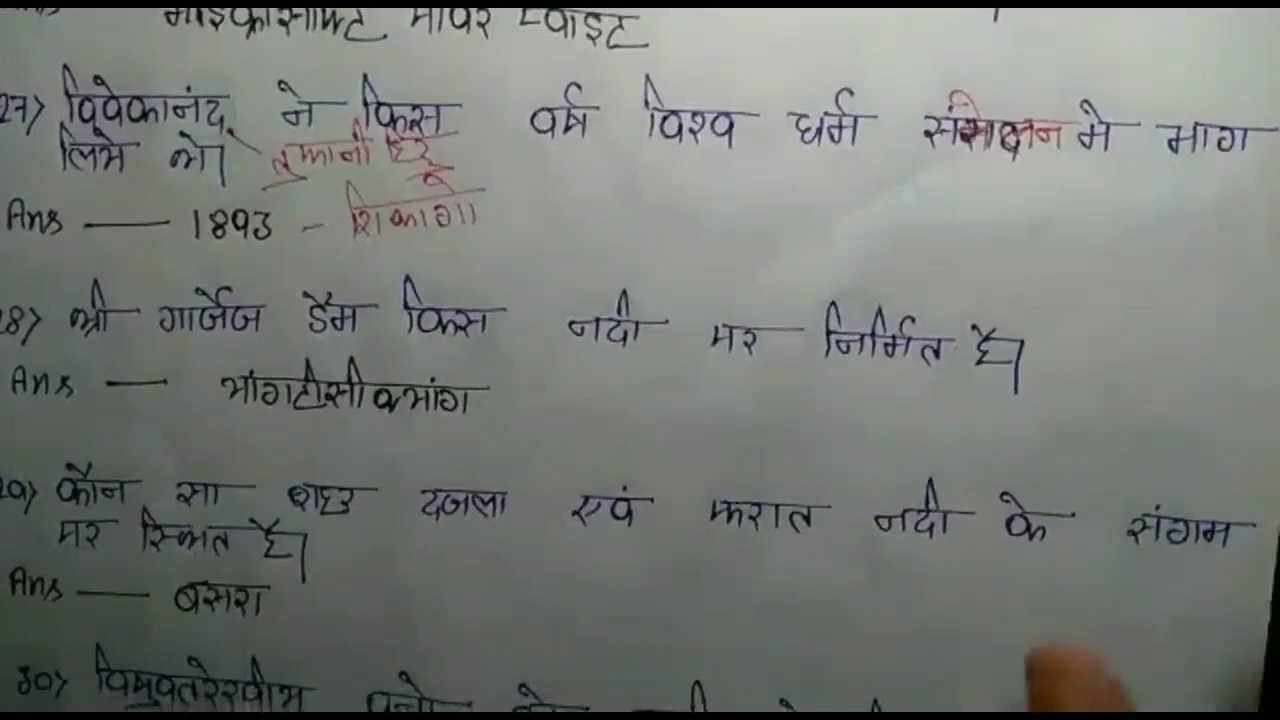 माइक्रोसॉफ्ट पावर प्वाइंट
27) विवेकानंद ने किस वर्ष विश्व धर्म सम्मेलन मे भाग
लिये थे। तुफानी हिंदू
Ans — 1893 - शिकागो
28) थ्री गार्जेज डैम किस नदी पर निर्मित है।
Ans — यांगटीसीक्यांग
29) कौन सा शहर दजला एवं फरात नदी के संगम
पर स्थित है।
Ans — बसरा
30)